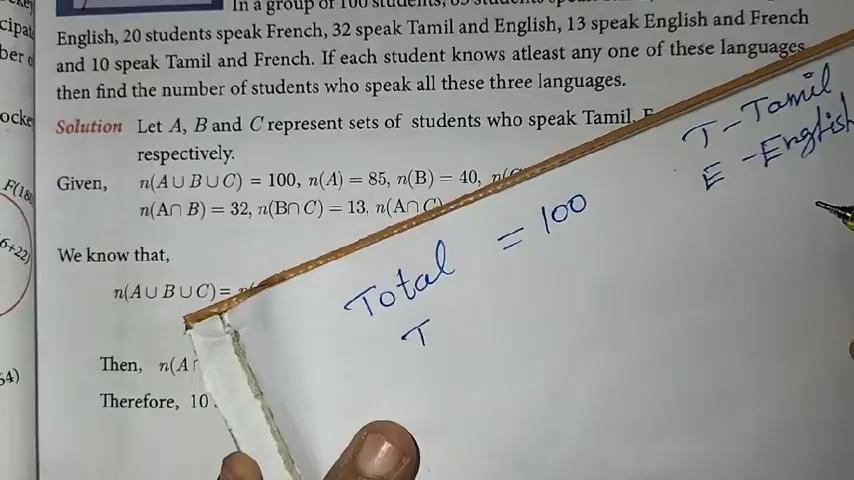 In a group of 100 students, 85 students speak
English, 20 students speak French, 32 speak Tamil and English, 13 speak English and French
and 10 speak Tamil and French. If each student knows atleast any one of these languages,
then find the number of students who speak all these three languages.
Solution Let A, B and C represent sets of students who speak Tamil,
respectively.
Given, n(A∪B∪C) = 100, n(A) = 85, n(B) = 40,
n(A∩B) = 32, n(B∩C) = 13, n(A∩C)
We know that,
n(A∪B∪C) =
Then, n(A
Therefore, 10
T-Tamil
E-English
Total = 100
T